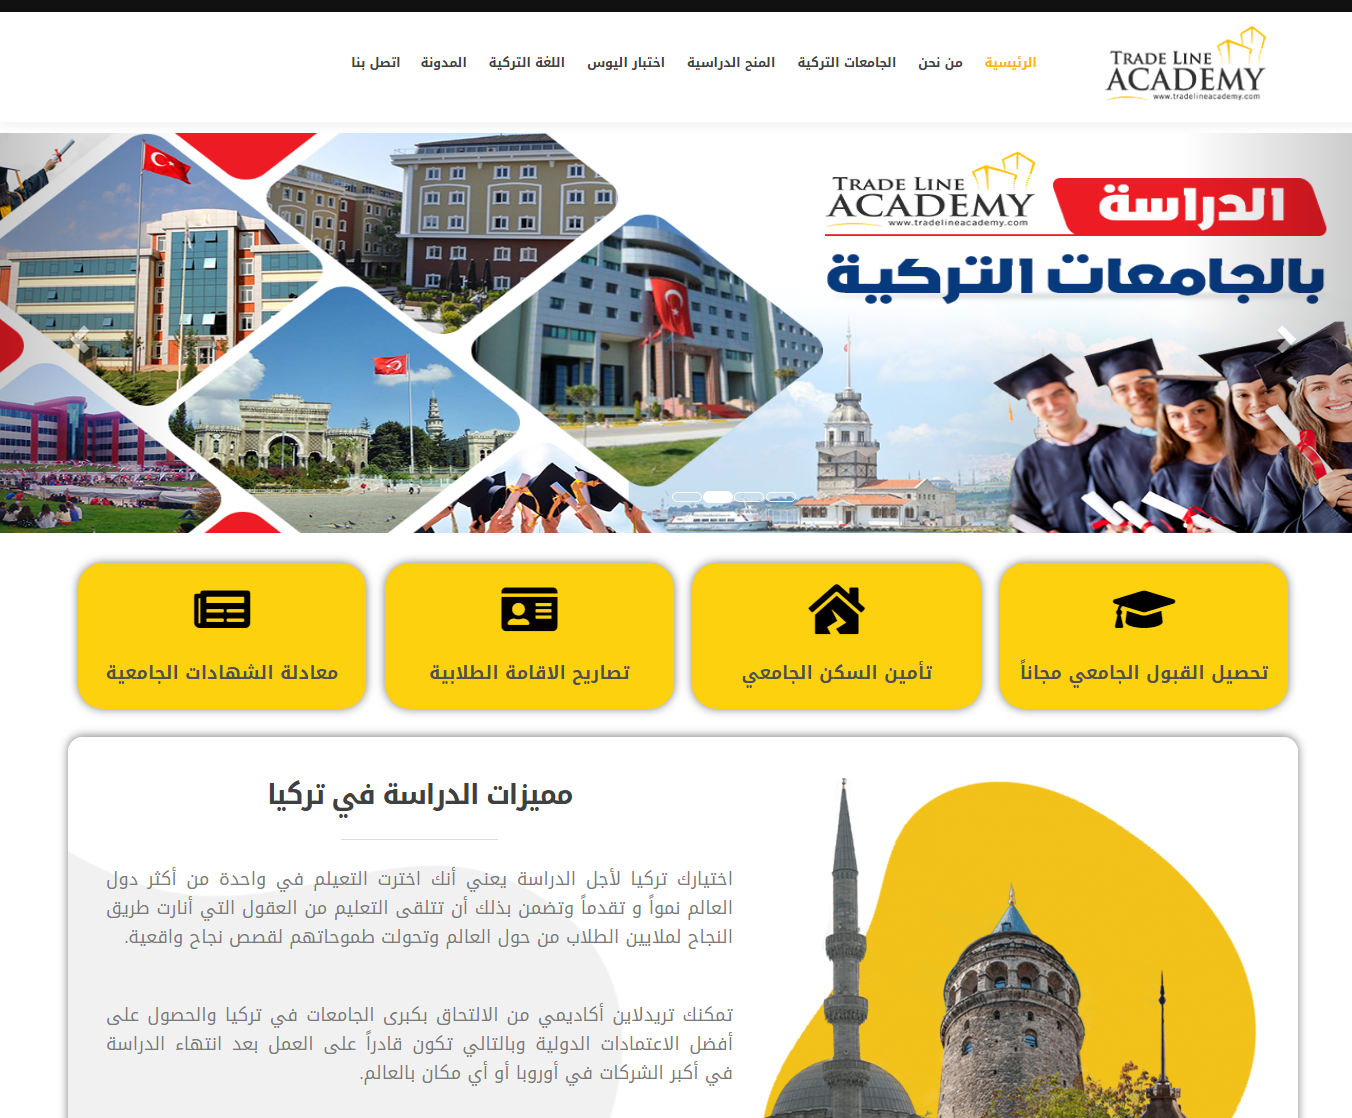 TRADE LINE
ACADEMY
www.tradelineacademy.com
الرئيسية
من نحن
الجامعات التركية
المنح الدراسية
اختبار اليوس
اللغة التركية
المدونة
اتصل بنا
TRADE LINE
ACADEMY
www.tradelineacademy.com
الدراسة
بالجامعات التركية
تحصيل القبول الجامعي مجاناً
تأمين السكن الجامعي
تصاريح الاقامة الطلابية
معادلة الشهادات الجامعية
مميزات الدراسة في تركيا
اختيارك تركيا لأجل الدراسة يعني أنك اخترت التعيلم في واحدة من أكثر دول
العالم نمواً و تقدماً وتضمن بذلك أن تتلقى التعليم من العقول التي أنارت طريق
النجاح لملايين الطلاب من حول العالم وتحولت طموحاتهم لقصص نجاح واقعية.
تمكنك تريدلاين أكاديمي من الالتحاق بكبرى الجامعات في تركيا والحصول على
أفضل الاعتمادات الدولية وبالتالي تكون قادراً على العمل بعد انتهاء الدراسة
في أكبر الشركات في أوروبا أو أي مكان بالعالم.